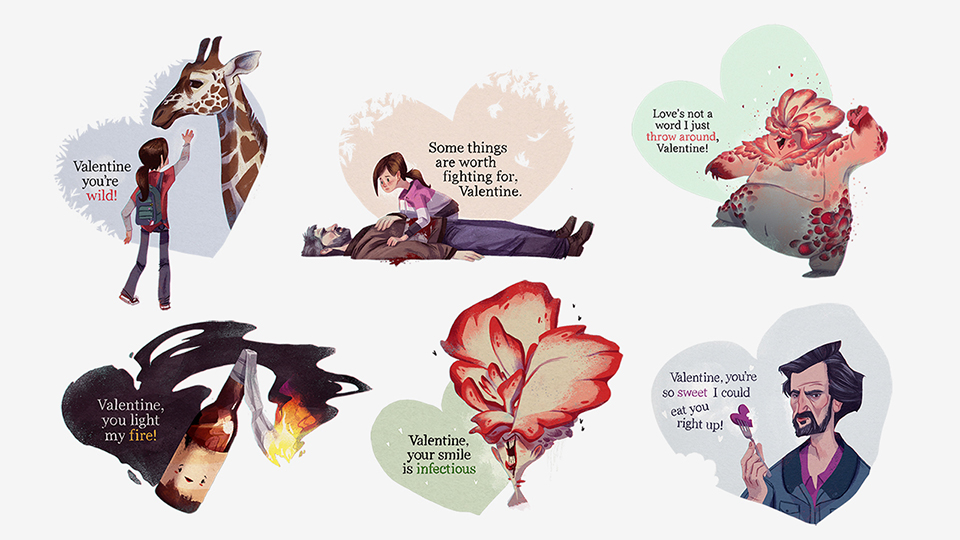 Valentine
you're
wild!
Some things
are worth
fighting for,
Valentine.
Love's not a
word I just
throw around,
Valentine!
Valentine,
you light
my fire!
Valentine,
your smile
is infectious
Valentine, you're
so sweet I could
eat you
right up!